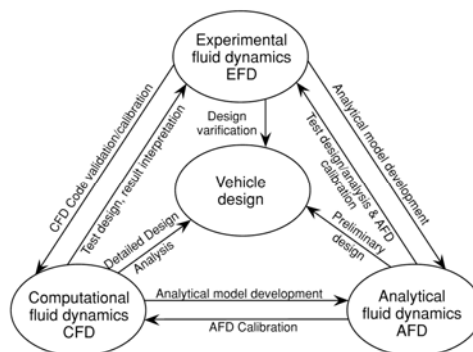 Experimental
fluid dynamics
EFD
CFD Code validation/calibration
Test design, result interpretation
Design
varification
Test design/analysis & AFD
calibration
Analytical model development
Vehicle
design
Detailed Design
Analysis
Preliminary
design
Computational
fluid dynamics
CFD
Analytical model development
AFD Calibration
Analytical
fluid dynamics
AFD